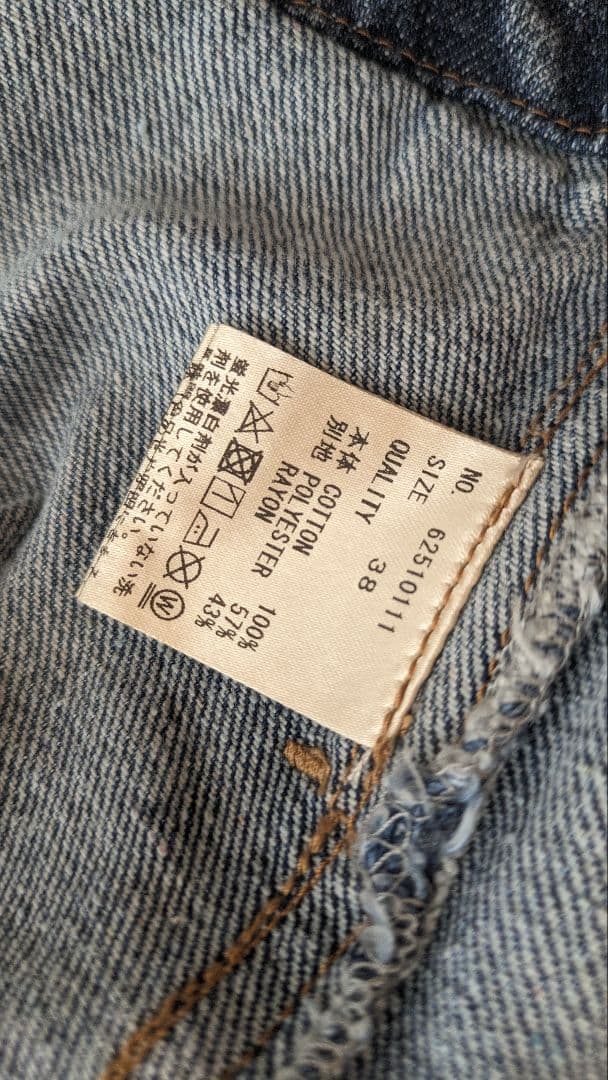 NO. 62510111
SIZE 38
QUALITY
本体 COTTON 100%
別地 POLYESTER 57%
RAYON 43%
W
螢光漂白剤が入っていない洗
剤を使用してください。